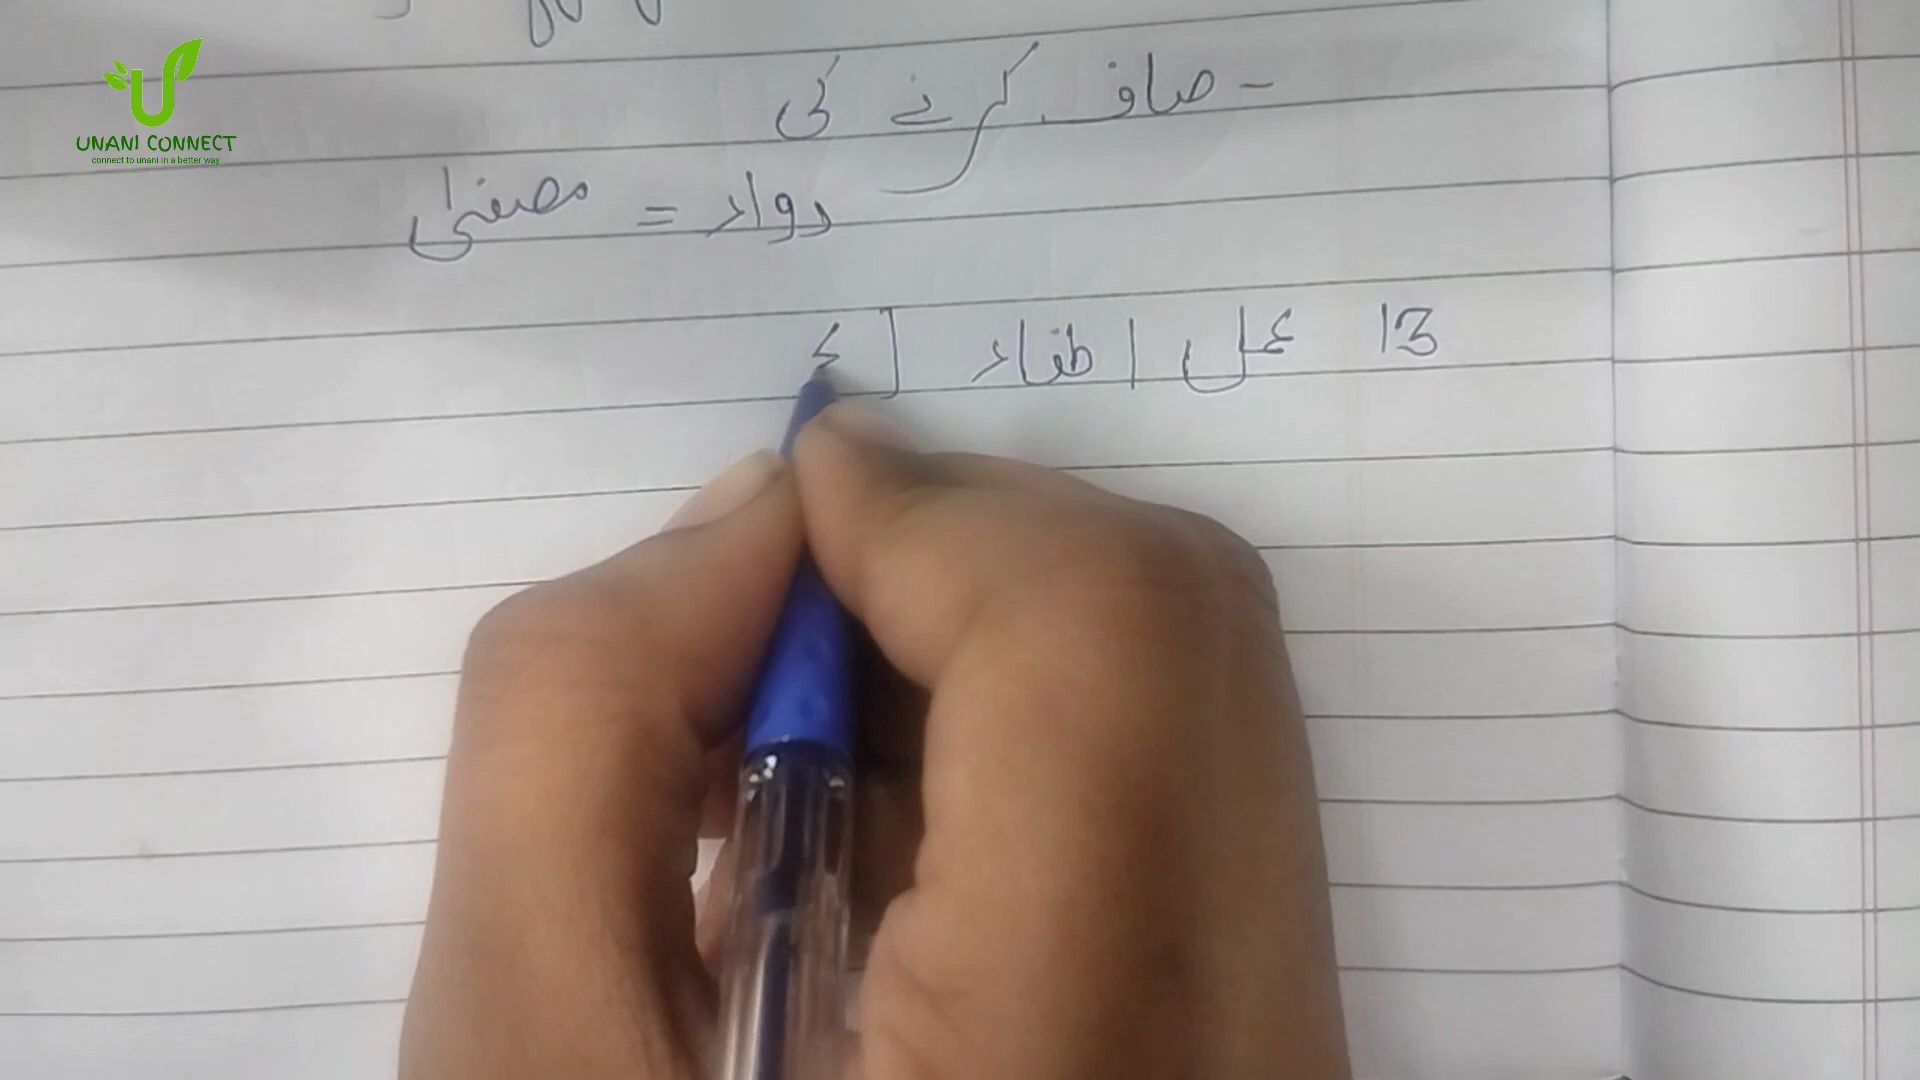 UNANI CONNECT
connect to unani in a better way
- صاف کرنے کی
دواء = مصفیٰ
13 عمل اطفاء [